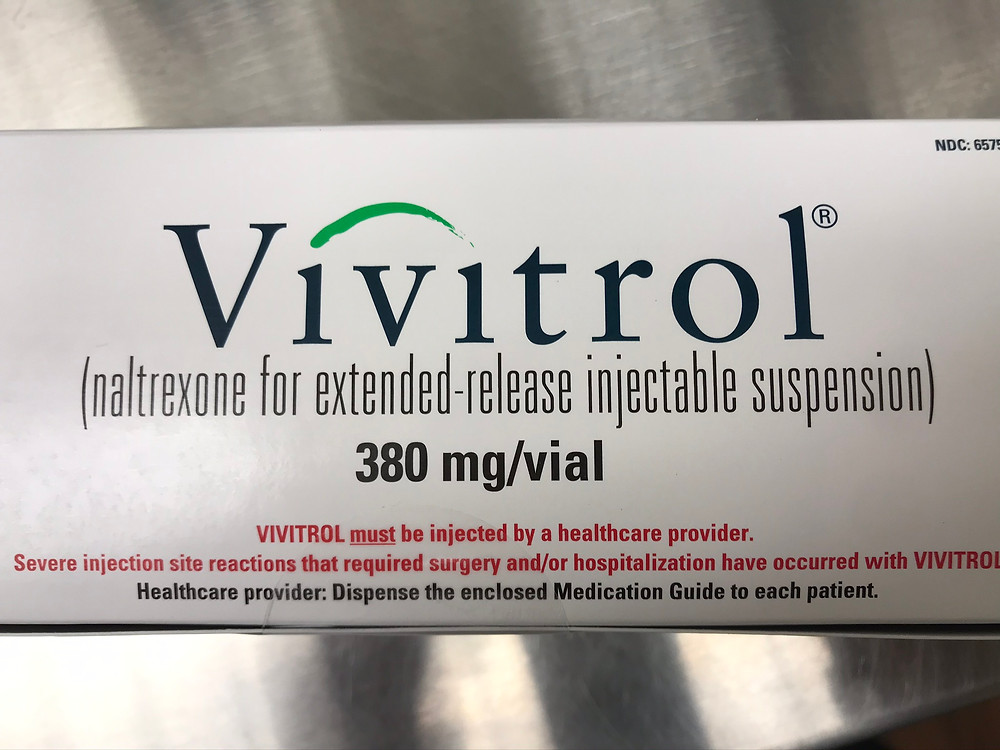 NDC: 6575
Vivitrol®
(naltrexone for extended-release injectable suspension)
380 mg/vial
VIVITROL must be injected by a healthcare provider.
Severe injection site reactions that required surgery and/or hospitalization have occurred with VIVITROL
Healthcare provider: Dispense the enclosed Medication Guide to each patient.